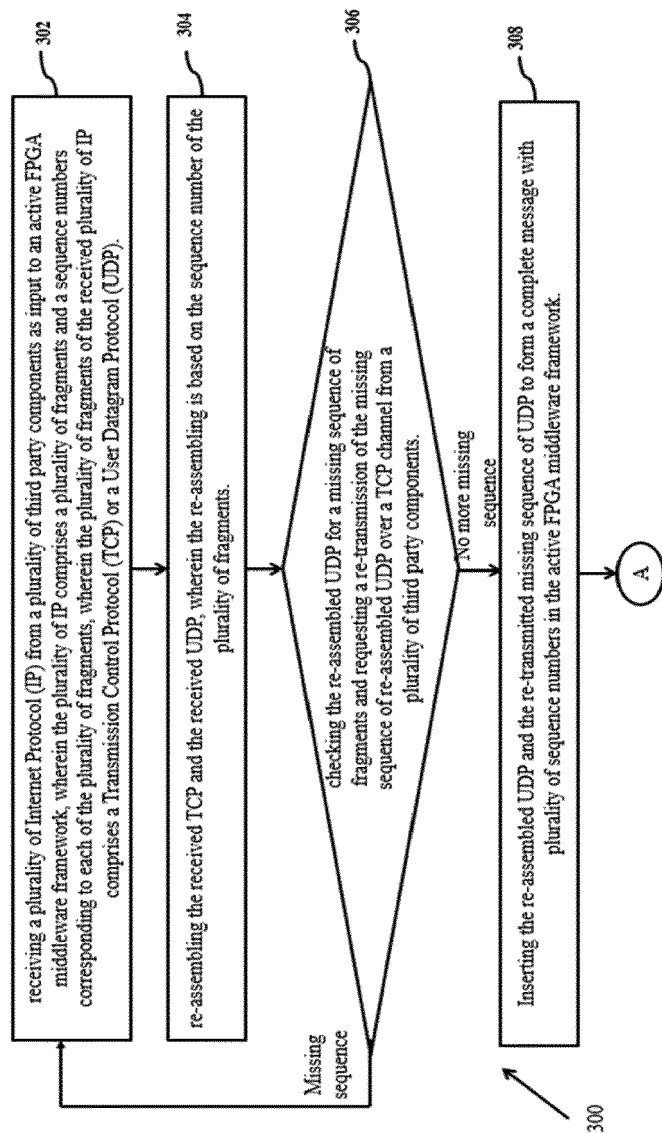 302
receiving a plurality of Internet Protocol (IP) from a plurality of third party components as input to an active FPGA
middleware framework, wherein the plurality of IP comprises a plurality of fragments and a sequence numbers
corresponding to each of the plurality of fragments, wherein the plurality of fragments of the received plurality of IP
comprises a Transmission Control Protocol (TCP) or a User Datagram Protocol (UDP).
304
re-assembling the received TCP and the received UDP, wherein the re-assembling is based on the sequence number of the
plurality of fragments.
306
checking the re-assembled UDP for a missing sequence of
fragments and requesting a re-transmission of the missing
sequence of re-assembled UDP over a TCP channel from a
plurality of third party components.
Missing
sequence
No more missing
sequence
308
Inserting the re-assembled UDP and the re-transmitted missing sequence of UDP to form a complete message with
plurality of sequence numbers in the active FPGA middleware framework.
A
300